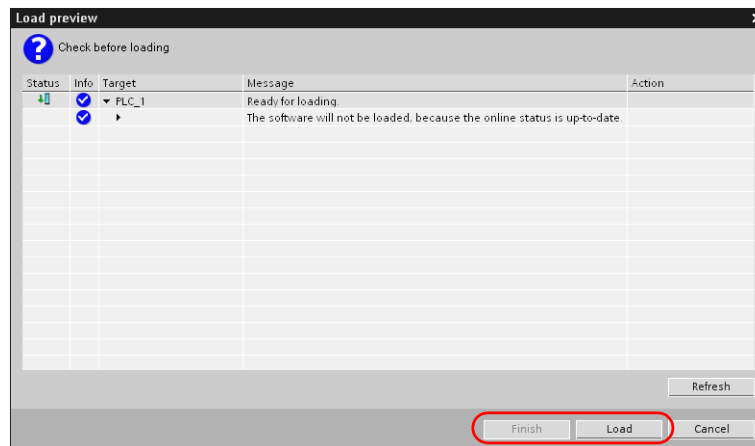 Load preview
Check before loading
Status Info Target Message Action
PLC_1 Ready for loading.
The software will not be loaded, because the online status is up-to-date.
Refresh
Finish Load Cancel